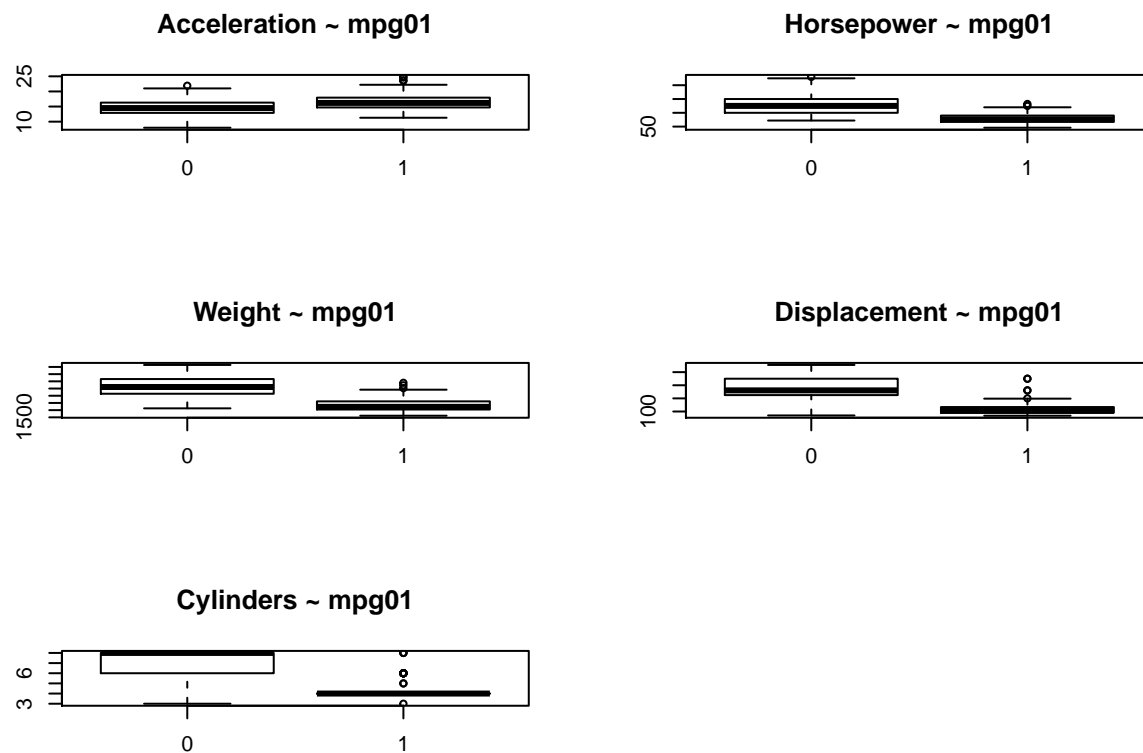 Acceleration ~ mpg01
25
10
0 1
Horsepower ~ mpg01
50
0 1
Weight ~ mpg01
1500
0 1
Displacement ~ mpg01
100
0 1
Cylinders ~ mpg01
6
3
0 1